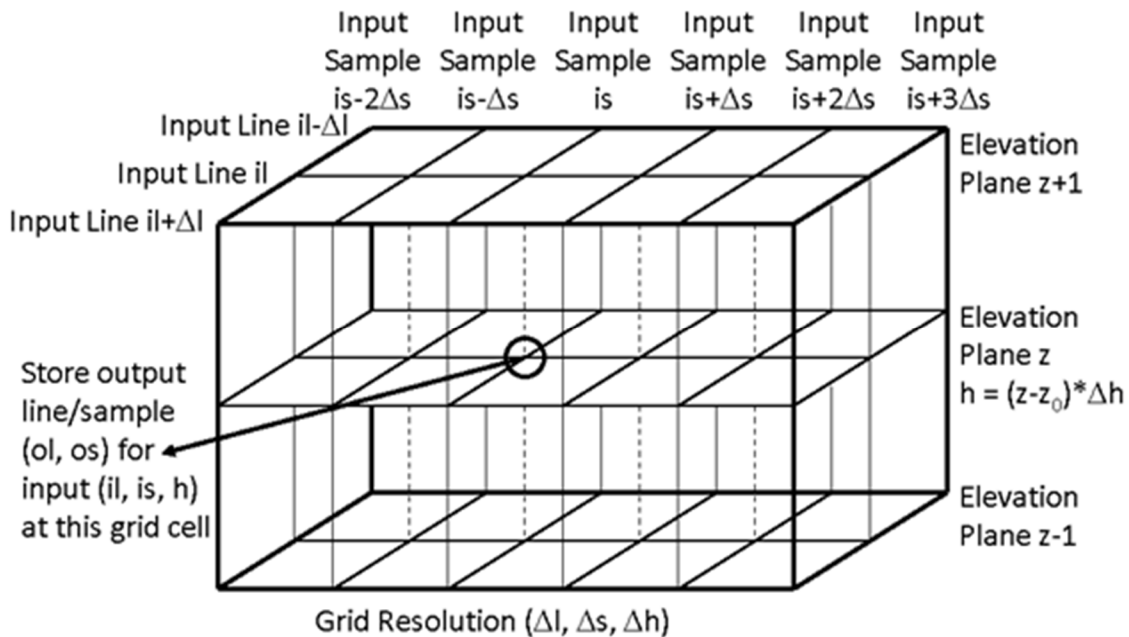 Input Sample is-2Δs
Input Sample is-Δs
Input Sample is
Input Sample is+Δs
Input Sample is+2Δs
Input Sample is+3Δs
Input Line il-Δl
Input Line il
Input Line il+Δl
Elevation
Plane z+1
Elevation
Plane z
h = (z-z₀)*Δh
Store output
line/sample
(ol, os) for
input (il, is, h)
at this grid cell
Elevation
Plane z-1
Grid Resolution (Δl, Δs, Δh)